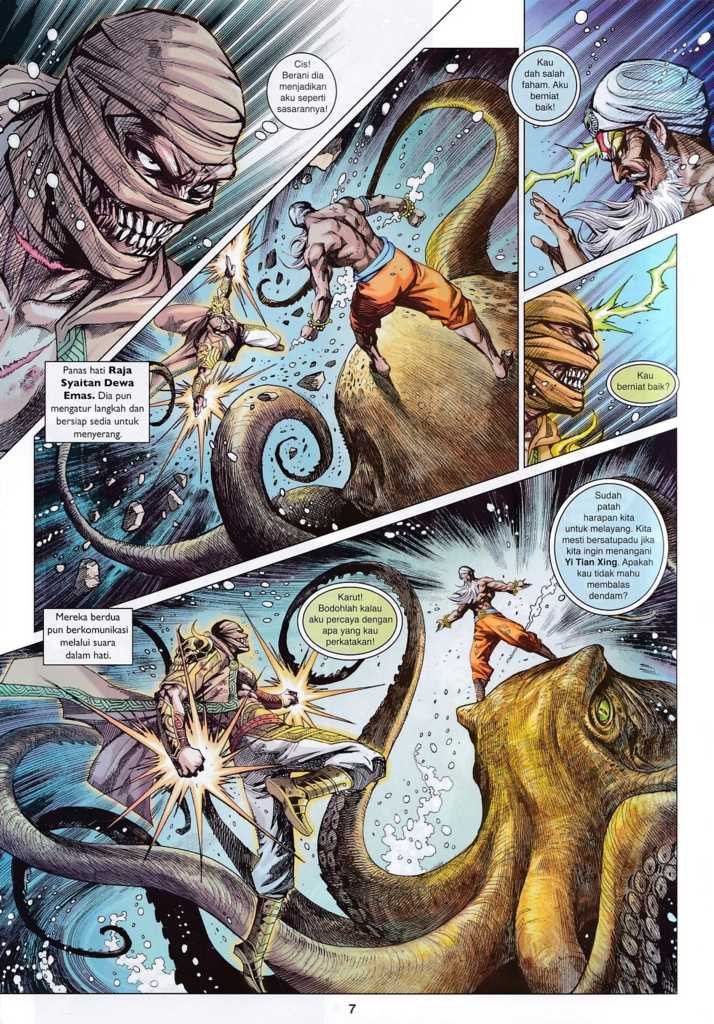 Cis!
Berani dia
menjadikan
aku seperti
sasarannya!
Kau
dah salah
faham. Aku
berniat
baik!
Panas hati Raja
Syaitan Dewa
Emas. Dia pun
mengatur langkah dan
bersiap sedia untuk
menyerang.
Kau
berniat baik?
Sudah
patah
harapan kita
untuk melayang. Kita
mesti bersatupadu jika
kita ingin menangani
Yi Tian Xing. Apakah
kau tidak mahu
membalas
dendam?
Mereka berdua
pun berkomunikasi
melalui suara
dalam hati.
Karut!
Bodohlah kalau
aku percaya dengan
apa yang kau
perkatakan!
7